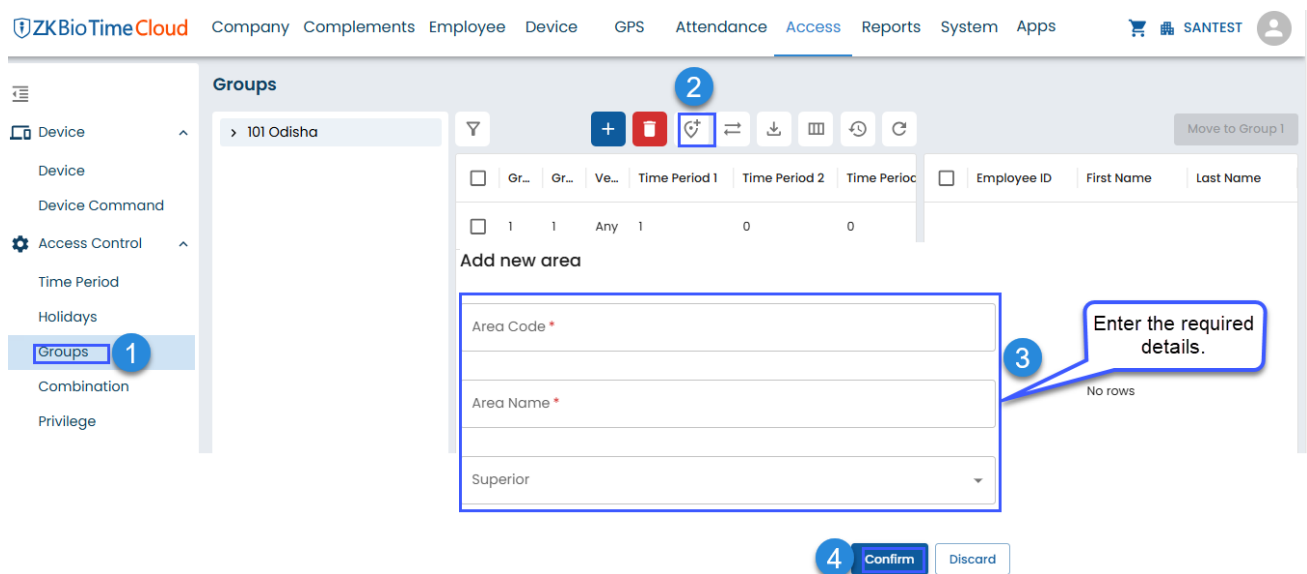 ZKBioTime Cloud Company Complements Employee Device GPS Attendance Access Reports System Apps SANTEST
Groups
2
Device
101 Odisha
Move to Group 1
Device
Gr... Gr... Ve... Time Period 1 Time Period 2 Time Period Employee ID First Name Last Name
Device Command
1 1 Any 1 0 0
Access Control
Add new area
Time Period
Holidays
Area Code *
Enter the required
details.
Groups 1
3
Combination
Area Name *
No rows
Privilege
Superior
4 Confirm Discard